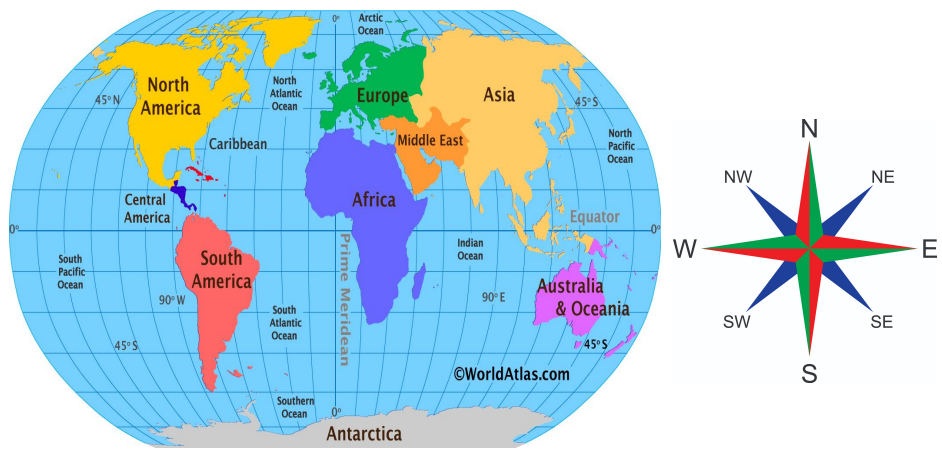 0°
Arctic
Ocean
North
America
45° N
North
Atlantic
Ocean
Europe
Asia
45° S
North
Pacific
Ocean
Caribbean
Middle East
Central
America
Africa
Equator
0°
0°
South
Pacific
Ocean
South
America
90° W
Prime Meridean
Indian
Ocean
90° E
Australia
& Oceania
South
Atlantic
Ocean
45° S
45° S
©WorldAtlas.com
Southern
Ocean
0°
Antarctica
N
NW
NE
W
E
SW
SE
S